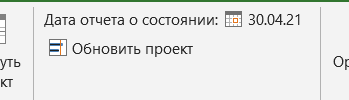 Дата отчета о состоянии: 30.04.21
Обновить проект